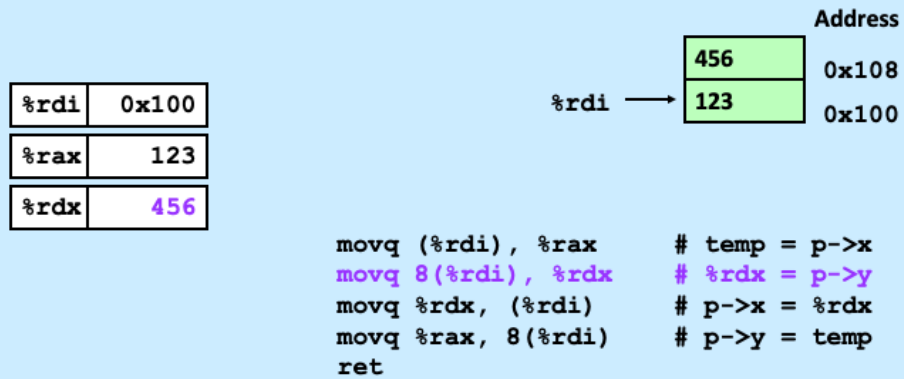 Address
456
0x108
%rdi 0x100
%rdi
123
0x100
%rax 123
%rdx 456
movq (%rdi), %rax # temp = p->x
movq 8(%rdi), %rdx # %rdx = p->y
movq %rdx, (%rdi) # p->x = %rdx
movq %rax, 8(%rdi) # p->y = temp
ret